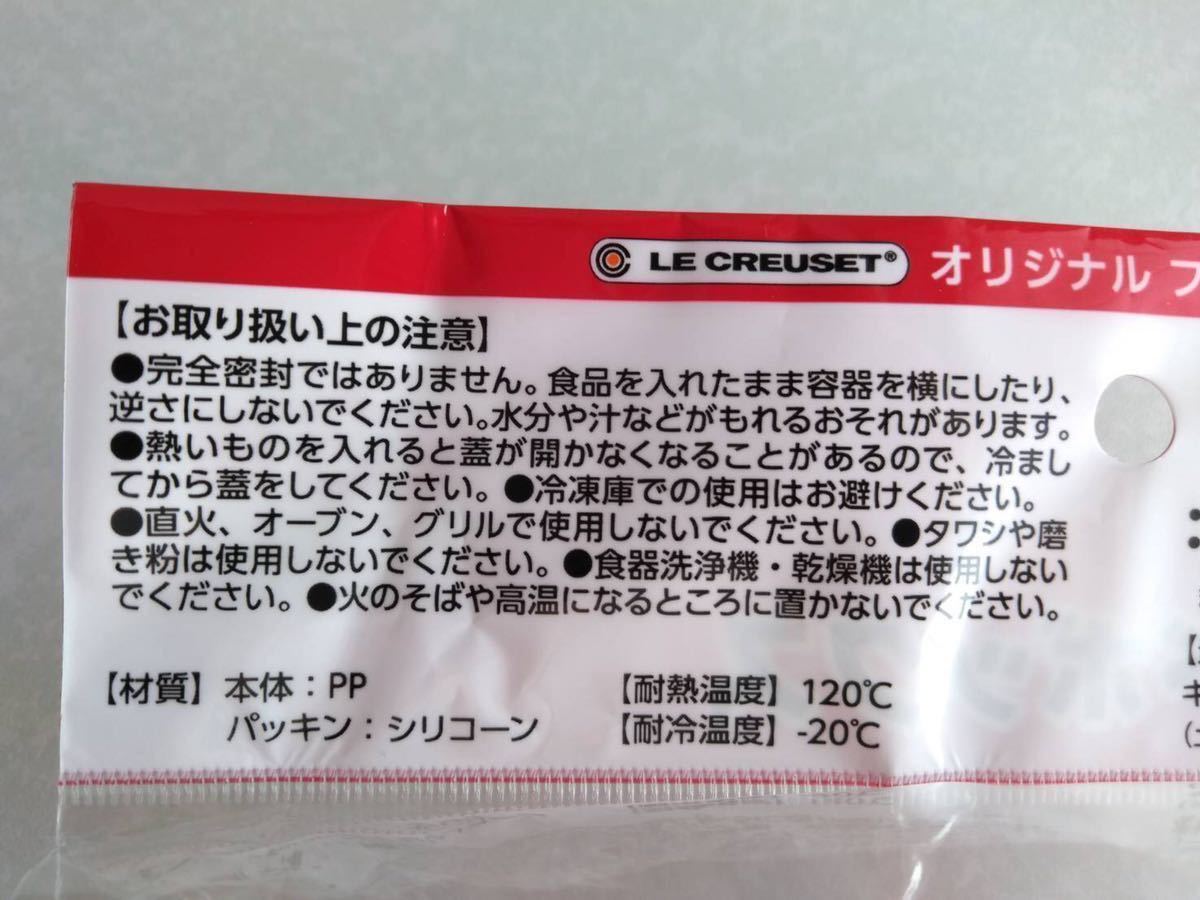 LE CREUSET® オリジナル フ
【お取り扱い上の注意】
●完全密封ではありません。食品を入れたまま容器を横にしたり、
逆さにしないでください。水分や汁などがもれるおそれがあります。
●熱いものを入れると蓋が開かなくなることがあるので、冷まし
てから蓋をしてください。●冷凍庫での使用はお避けください。
●直火、オーブン、グリルで使用しないでください。●タワシや磨
き粉は使用しないでください。●食器洗浄機・乾燥機は使用しない
でください。●火のそばや高温になるところに置かないでください。
【材質】本体：PP
パッキン：シリコーン
【耐熱温度】120℃
【耐冷温度】-20℃